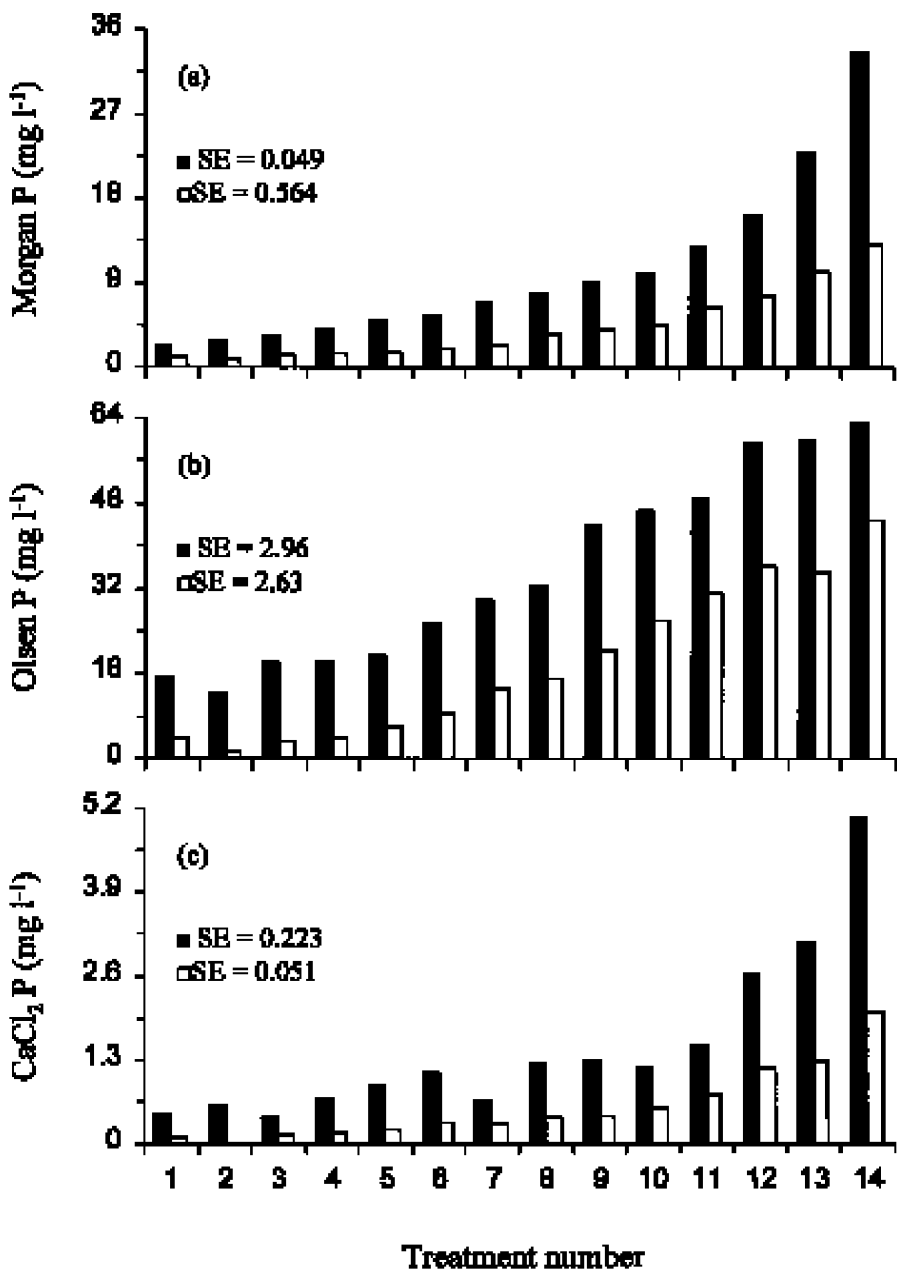 36
27
18
9
0
Morgan P (mg l⁻¹)
(a)
SE = 0.049
SE = 0.564
64
48
32
16
0
Olsen P (mg l⁻¹)
(b)
SE = 2.96
SE = 2.63
5.2
3.9
2.6
1.3
0
CaCl₂ P (mg l⁻¹)
(c)
SE = 0.223
SE = 0.051
1 2 3 4 5 6 7 8 9 10 11 12 13 14
Treatment number